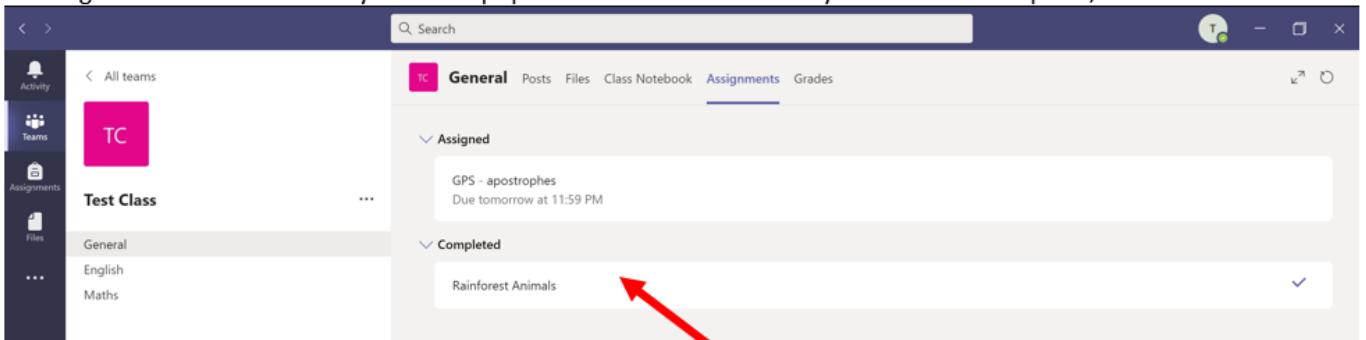 Search
T
Activity
All teams
TC
General Posts Files Class Notebook Assignments Grades
Teams
TC
Assigned
Assignments
GPS - apostrophes
Due tomorrow at 11:59 PM
Test Class
Files
General
Completed
English
Rainforest Animals
Maths